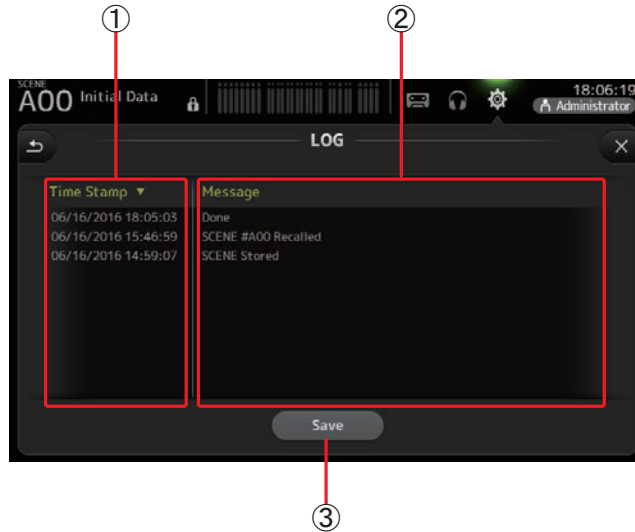 ① ②
SCENE
A00 Initial Data 18:06:19
Administrator
LOG
Time Stamp ▼ Message
06/16/2016 18:05:03 Done
06/16/2016 15:46:59 SCENE #A00 Recalled
06/16/2016 14:59:07 SCENE Stored
Save
③